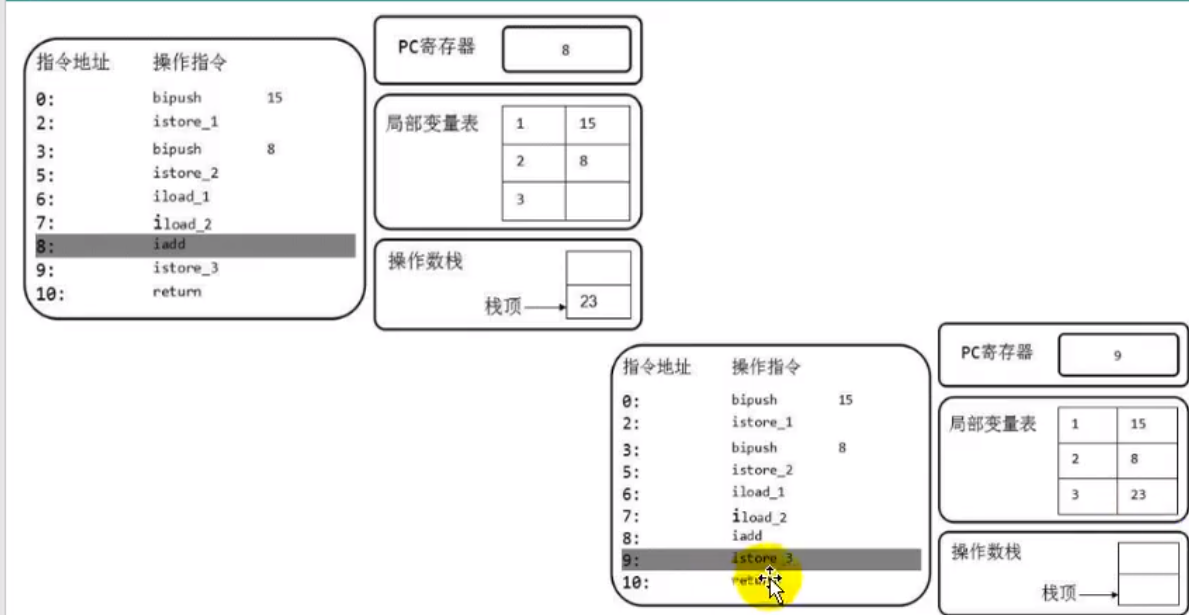 指令地址 操作指令
0: bipush 15
2: istore_1
3: bipush 8
5: istore_2
6: iload_1
7: iload_2
8: iadd
9: istore_3
10: return
PC寄存器 8
局部变量表 1 15
2 8
3
操作数栈
栈顶 23
指令地址 操作指令
0: bipush 15
2: istore_1
3: bipush 8
5: istore_2
6: iload_1
7: iload_2
8: iadd
9: istore_3
10: return
PC寄存器 9
局部变量表 1 15
2 8
3 23
操作数栈
栈顶